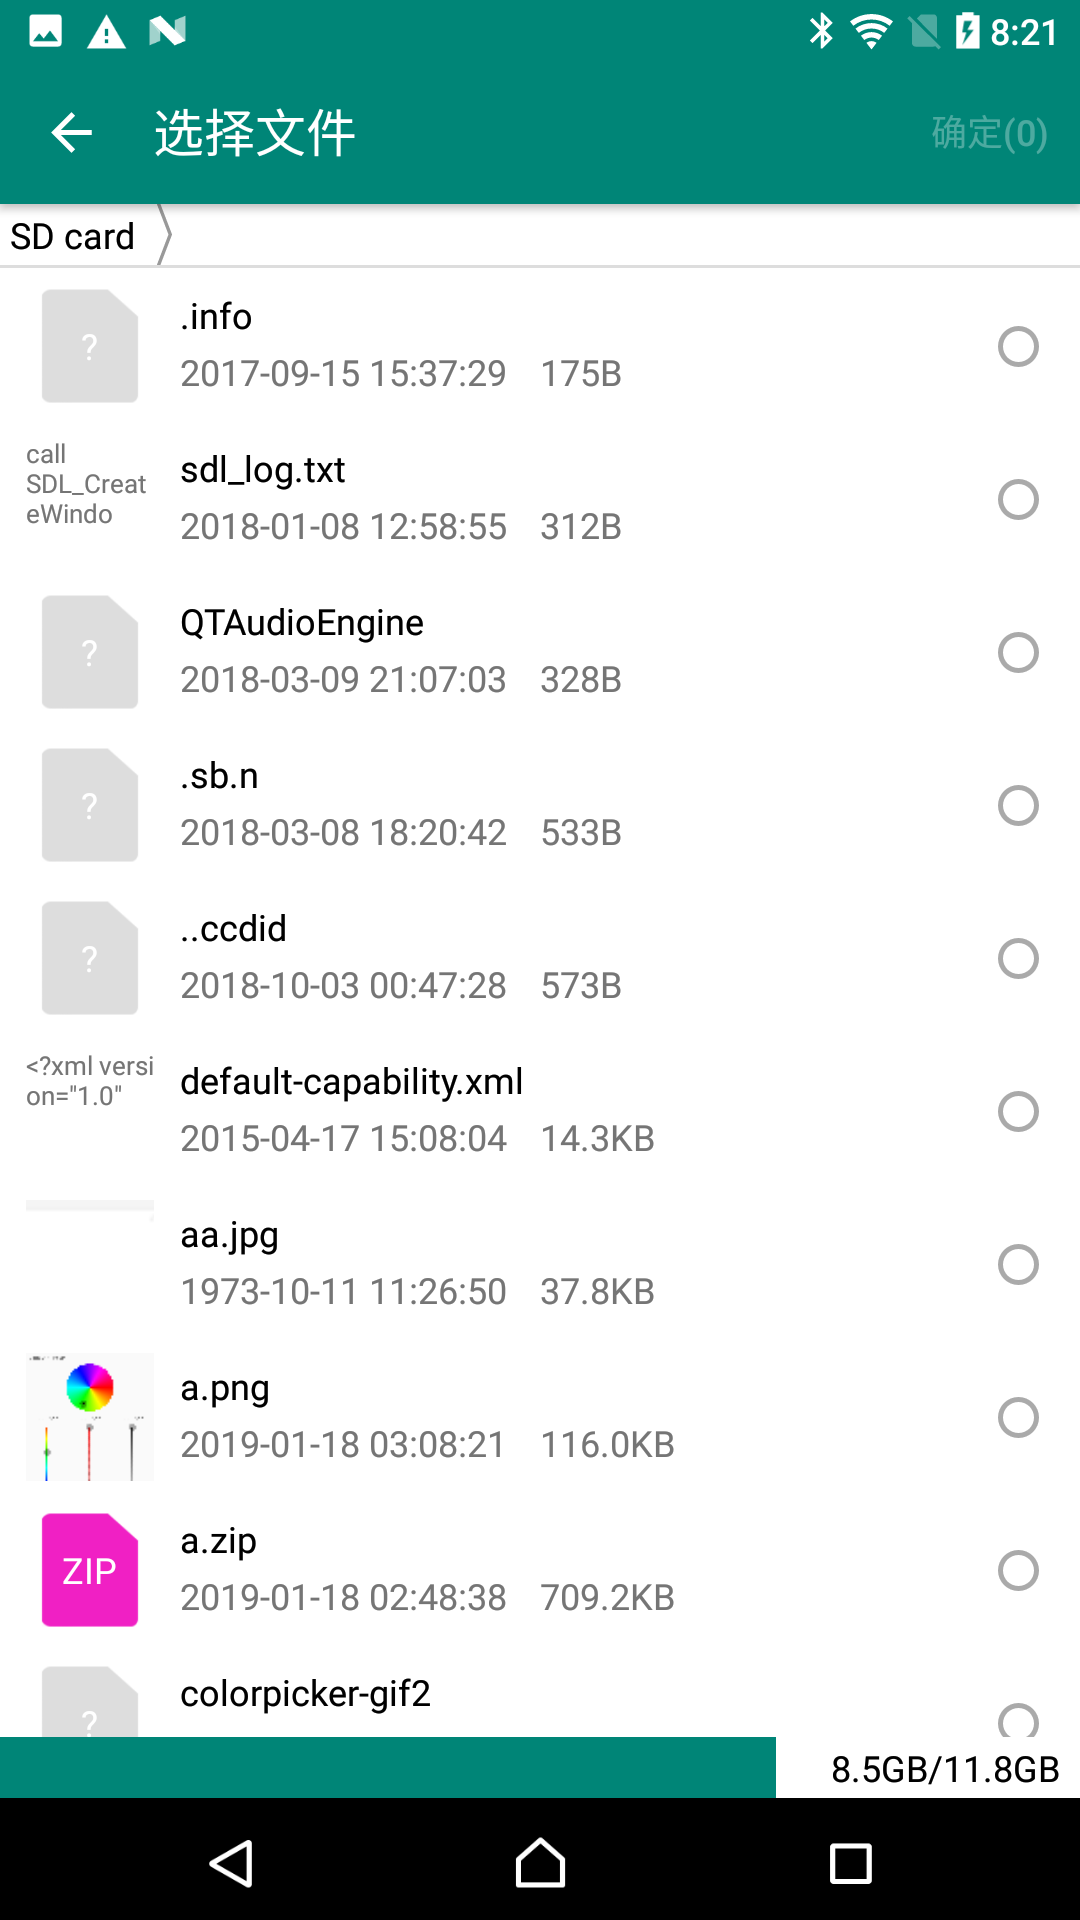 8:21
选择文件
确定(0)
SD card
?
.info
2017-09-15 15:37:29 175B
call
SDL_Creat
eWindo
sdl_log.txt
2018-01-08 12:58:55 312B
?
QTAudioEngine
2018-03-09 21:07:03 328B
?
.sb.n
2018-03-08 18:20:42 533B
?
..ccdid
2018-10-03 00:47:28 573B
<?xml versi
on="1.0"
default-capability.xml
2015-04-17 15:08:04 14.3KB
aa.jpg
1973-10-11 11:26:50 37.8KB
a.png
2019-01-18 03:08:21 116.0KB
ZIP
a.zip
2019-01-18 02:48:38 709.2KB
?
colorpicker-gif2
8.5GB/11.8GB